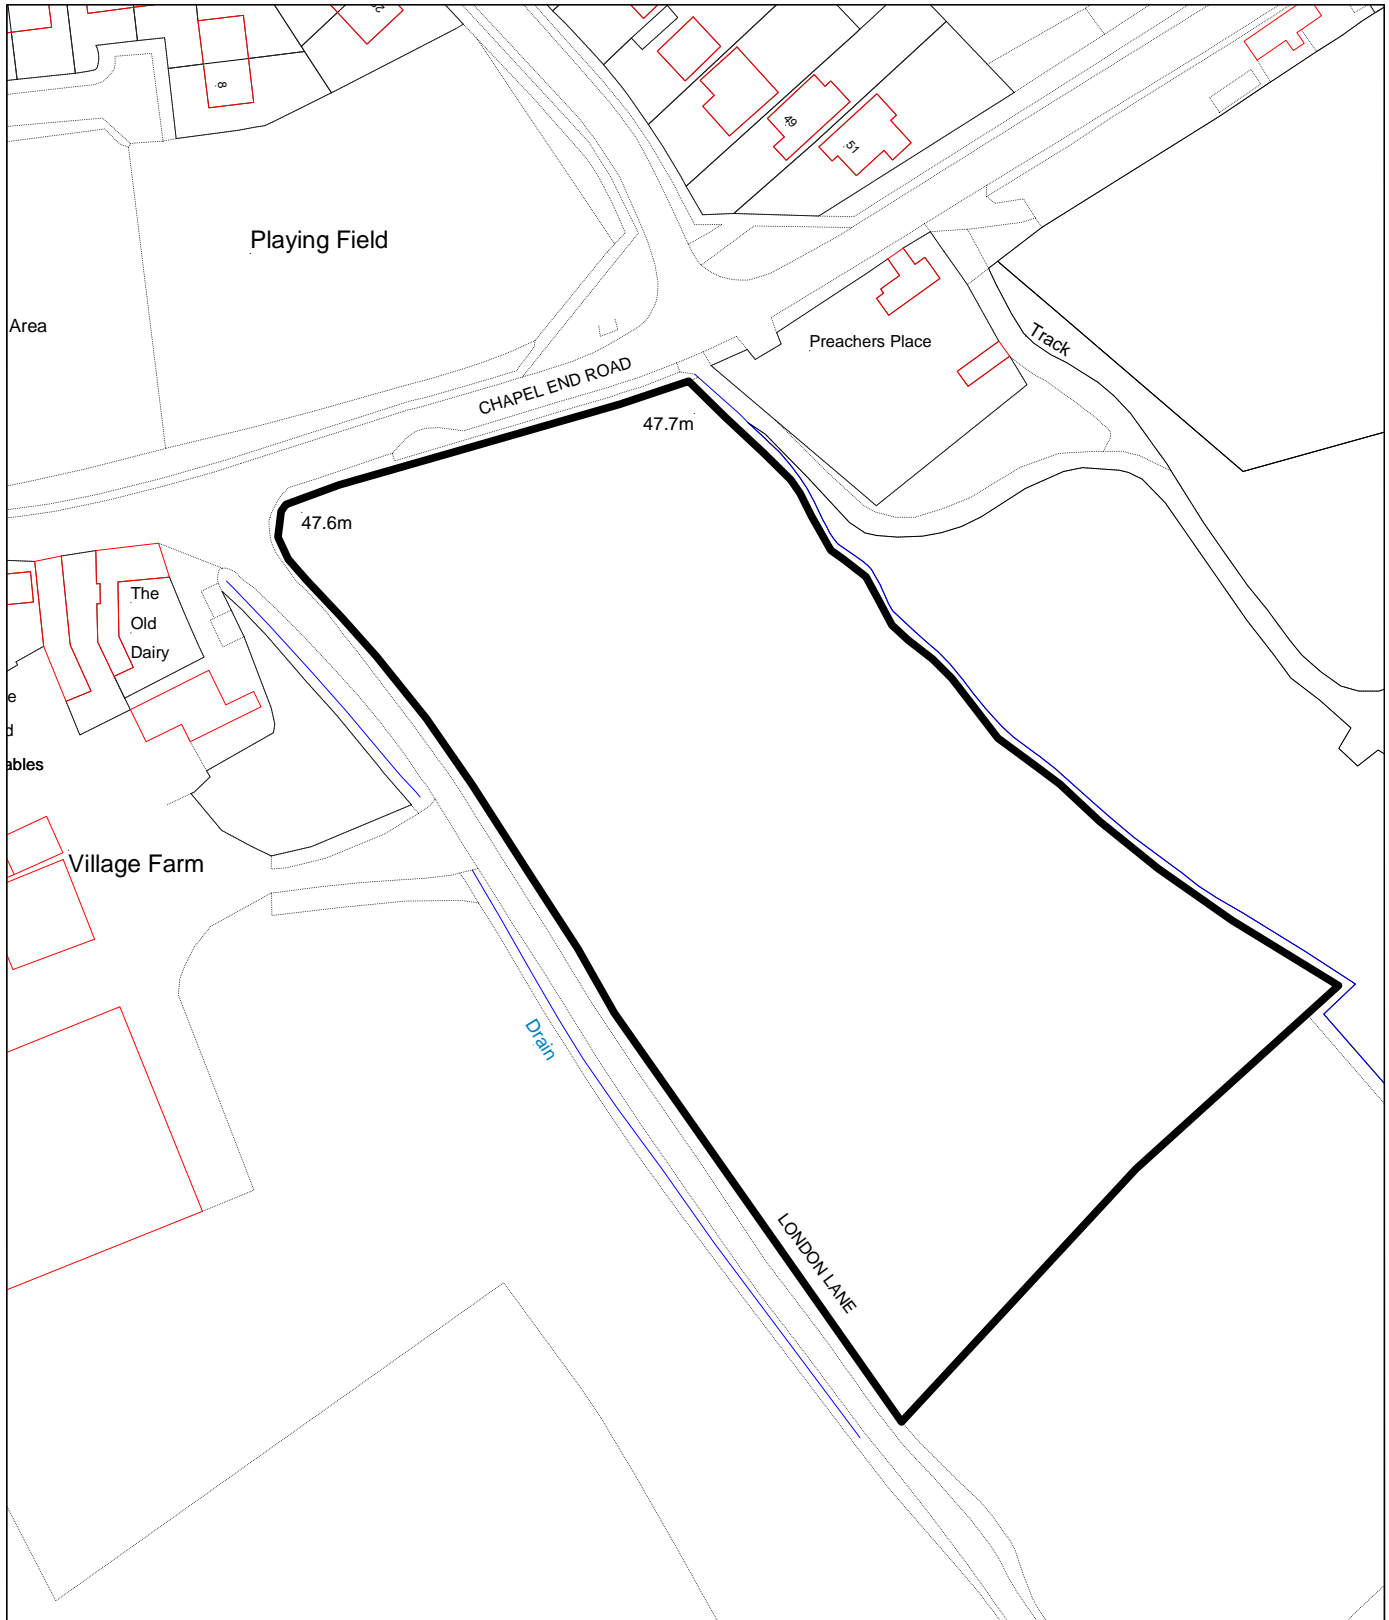 8
49
51
Playing Field
Area
Preachers Place
Track
CHAPEL END ROAD
47.7m
47.6m
The
Old
Dairy
e
d
ables
Village Farm
Drain
LONDON LANE